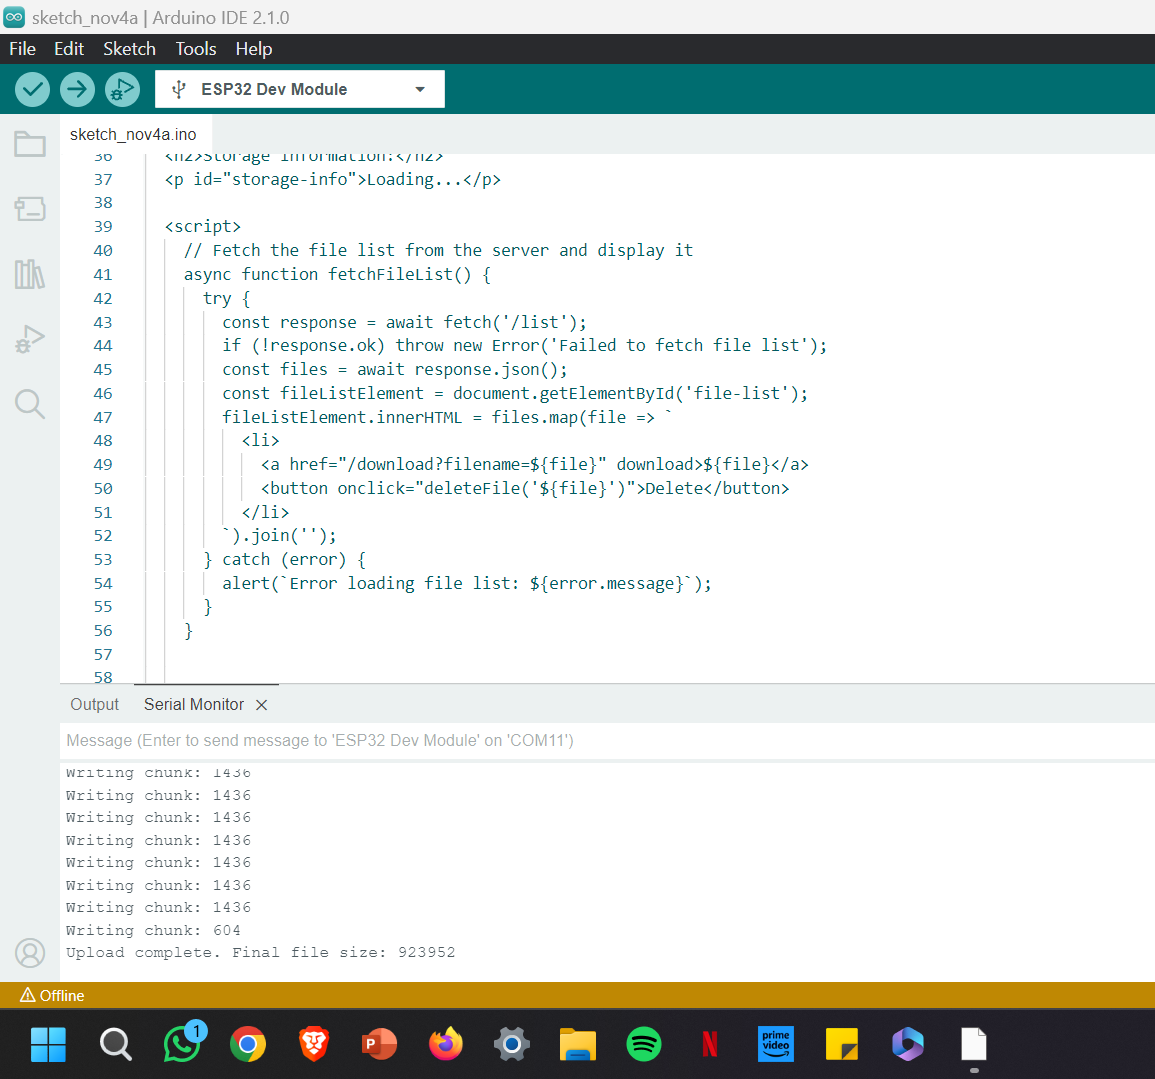 sketch_nov4a | Arduino IDE 2.1.0
File Edit Sketch Tools Help
ESP32 Dev Module
sketch_nov4a.ino
36 <h2>Storage Information:</h2>
37 <p id="storage-info">Loading...</p>
38
39 <script>
40 // Fetch the file list from the server and display it
41 async function fetchFileList() {
42 try {
43 const response = await fetch('/list');
44 if (!response.ok) throw new Error('Failed to fetch file list');
45 const files = await response.json();
46 const fileListElement = document.getElementById('file-list');
47 fileListElement.innerHTML = files.map(file => `
48 <li>
49 <a href="/download?filename=${file}" download>${file}</a>
50 <button onclick="deleteFile('${file}')">Delete</button>
51 </li>
52 `).join('');
53 } catch (error) {
54 alert(`Error loading file list: ${error.message}`);
55 }
56 }
57
58
Output Serial Monitor
Message (Enter to send message to 'ESP32 Dev Module' on 'COM11')
Writing chunk: 1436
Writing chunk: 1436
Writing chunk: 1436
Writing chunk: 1436
Writing chunk: 1436
Writing chunk: 1436
Writing chunk: 1436
Writing chunk: 604
Upload complete. Final file size: 923952
Offline
1
P
N
prime video